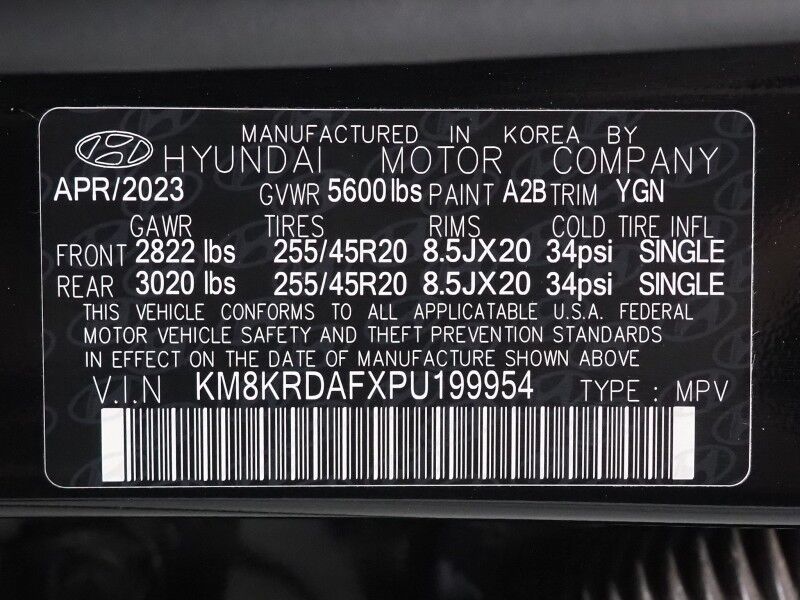 MANUFACTURED IN KOREA BY
HYUNDAI MOTOR COMPANY
APR/2023 GVWR 5600lbs PAINT A2B TRIM YGN
GAWR TIRES RIMS COLD TIRE INFL
FRONT 2822 lbs 255/45R20 8.5JX20 34psi SINGLE
REAR 3020 lbs 255/45R20 8.5JX20 34psi SINGLE
THIS VEHICLE CONFORMS TO ALL APPLICATABLE U.S.A. FEDERAL
MOTOR VEHICLE SAFETY AND THEFT PREVENTION STANDARDS
IN EFFECT ON THE DATE OF MANUFACTURE SHOWN ABOVE
V.I.N KM8KRDAFXPU199954 TYPE : MPV